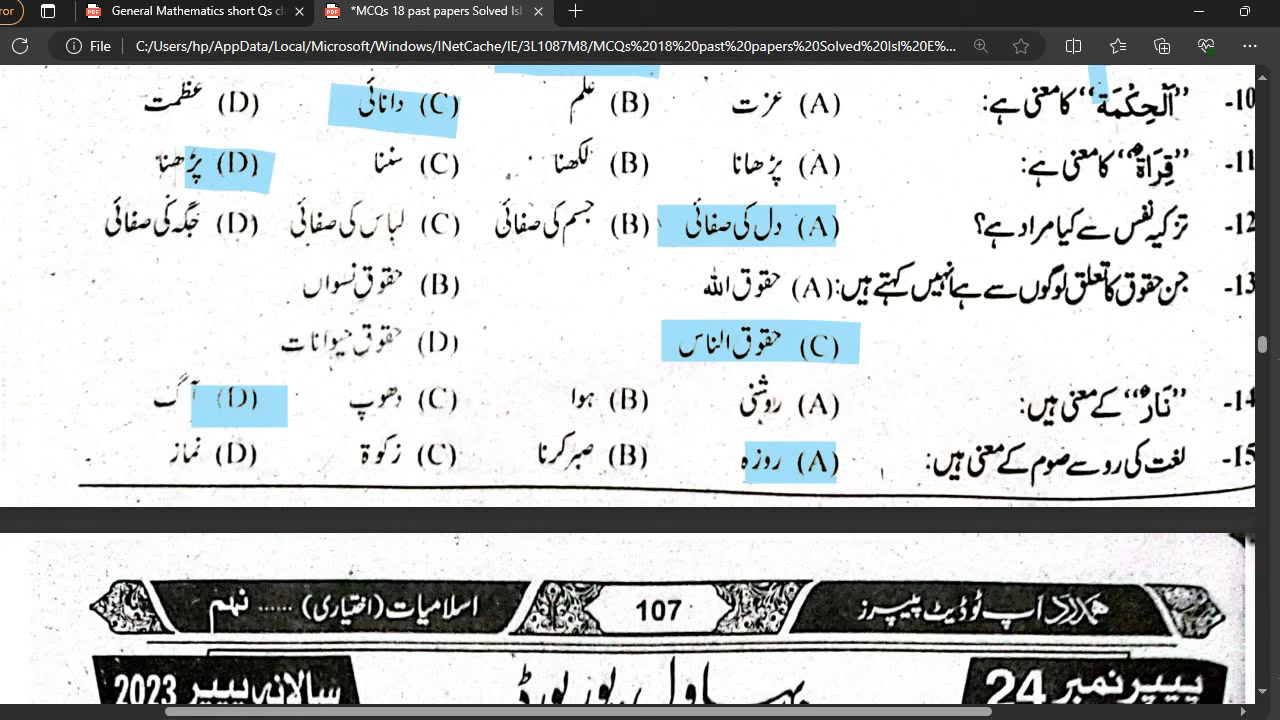 General Mathematics short Qs cl
*MCQs 18 past papers Solved Isl
File C:/Users/hp/AppData/Local/Microsoft/Windows/INetCache/IE/3L1087M8/MCQs%2018%20past%20papers%20Solved%20Isl%20E%...
10- ”اَلْحِكْمَة“ کا معنی ہے: (A) عزت (B) علم (C) دانائی (D) عظمت
11- ”قِرَاةٌ“ کا معنی ہے: (A) پڑھانا (B) لکھنا (C) سننا (D) پڑھنا
12- تزکیہ نفس سے کیا مراد ہے؟ (A) دل کی صفائی (B) جسم کی صفائی (C) لباس کی صفائی (D) جگہ کی صفائی
13- جن حقوق کا تعلق لوگوں سے ہے انہیں کہتے ہیں: (A) حقوق اللہ (B) حقوق نسواں
(C) حقوق الناس (D) حقوق حیوانات
14- ”نَارٌ“ کے معنی ہیں: (A) روشنی (B) ہوا (C) دھوپ (D) آگ
15- لغت کی رو سے صوم کے معنی ہیں: (A) روزہ (B) صبر کرنا (C) زکوة (D) نماز
ہمدرد اَپ ٹو ڈیٹ پیپرز 107 اسلامیات (اختیاری) ...... نہم
پیپر نمبر 24 بہاول پور بورڈ سالانہ پیپر 2023